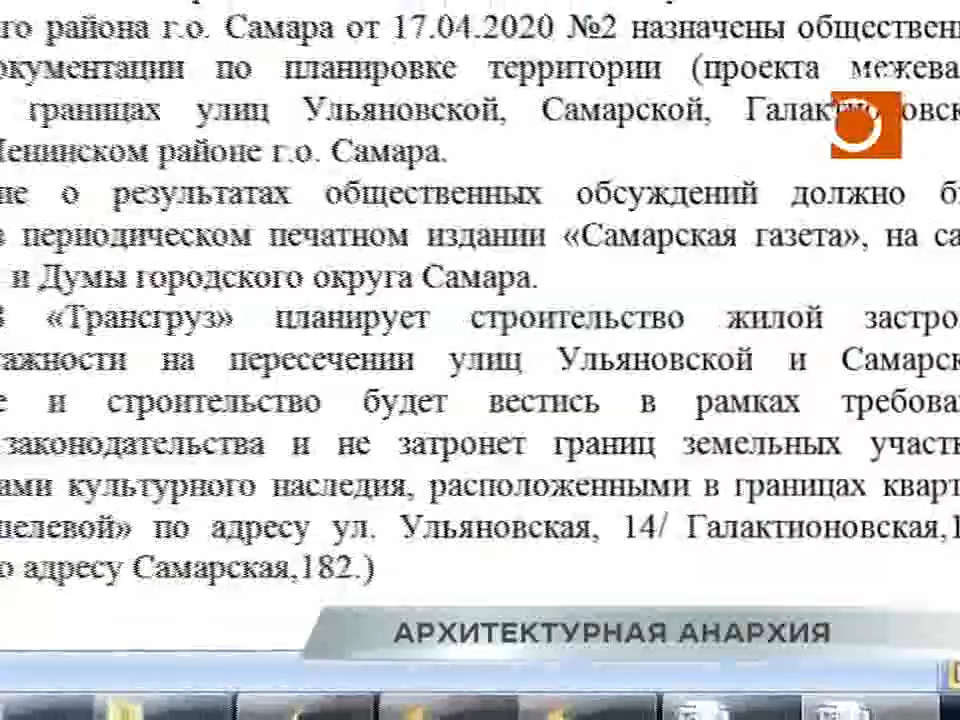 го района г.о. Самара от 17.04.2020 №2 назначены обществен
окументации по планировке территории (проекта межева
границах улиц Ульяновской, Самарской,
Ленинском районе г.о. Самара.
ие о результатах общественных обсуждений должно б
в периодическом печатном издании «Самарская газета», на са
и Думы городского округа Самара.
З «Трансгруз» планирует строительство жилой застро
тажности на пересечении улиц Ульяновской и Самарск
е и строительство будет вестись в рамках требова
законодательства и не затронет границ земельных участ
ами культурного наследия, расположенными в границах кварт
шелевой» по адресу ул. Ульяновская, 14/ Галактионовская,1
о адресу Самарская,182.)
АРХИТЕКТУРНАЯ АНАРХИЯ